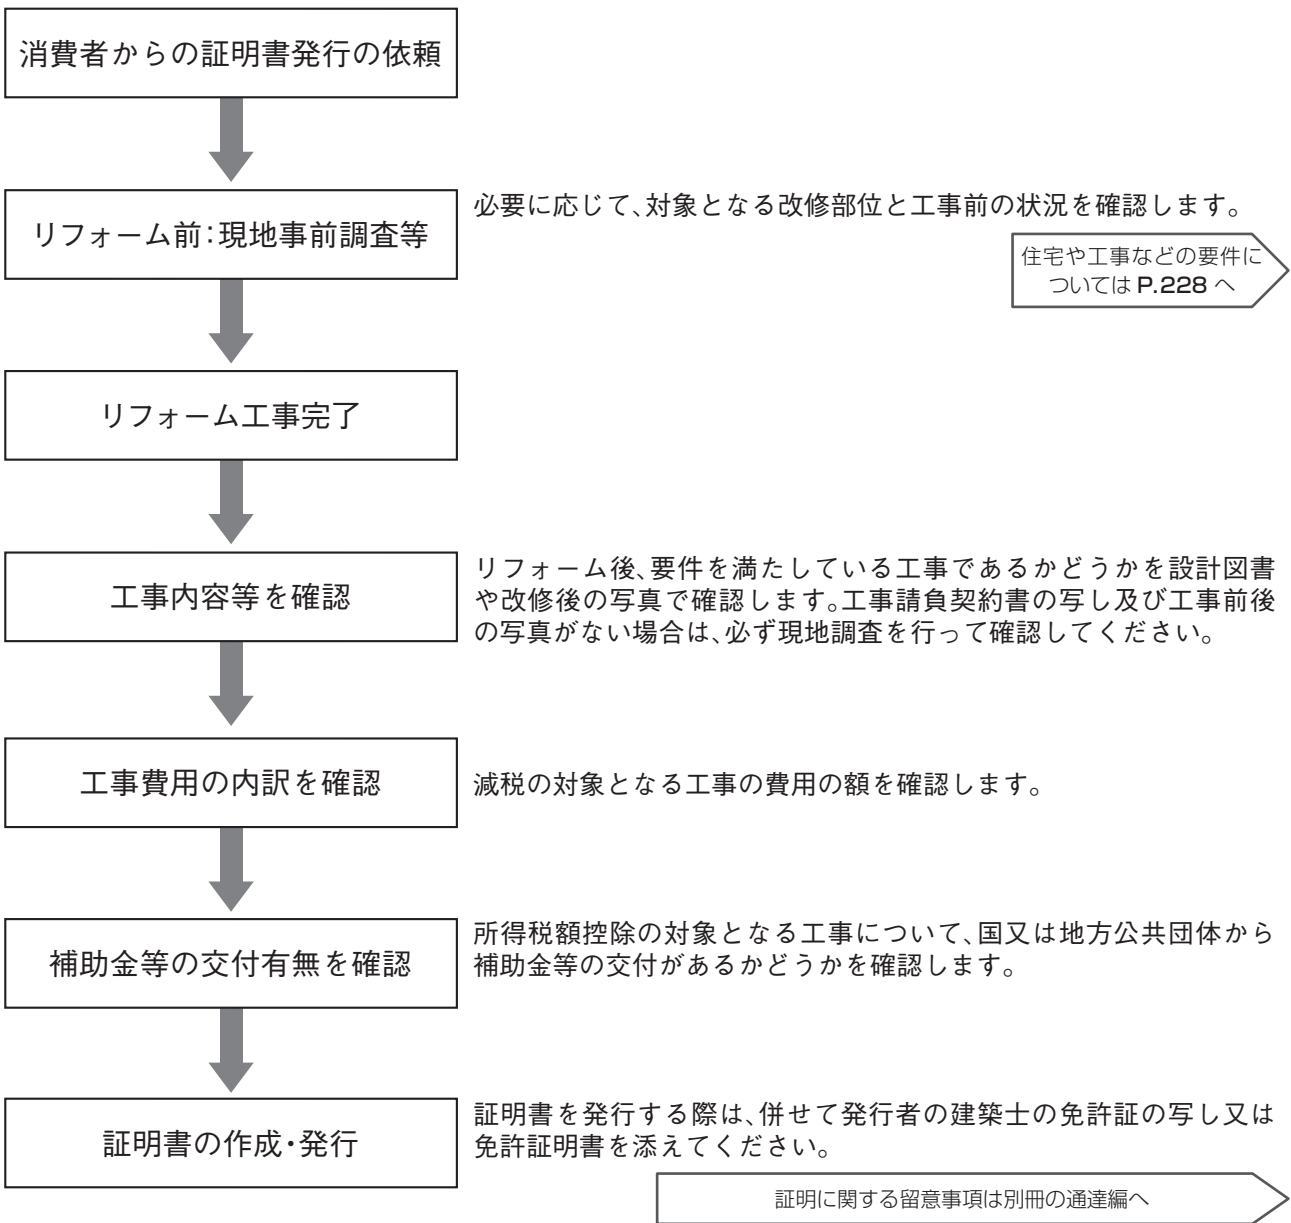 消費者からの証明書発行の依頼
リフォーム前:現地事前調査等
必要に応じて、対象となる改修部位と工事前の状況を確認します。
住宅や工事などの要件に
ついては P.228 へ
リフォーム工事完了
工事内容等を確認
リフォーム後、要件を満たしている工事であるかどうかを設計図書
や改修後の写真で確認します。工事請負契約書の写し及び工事前後
の写真がない場合は、必ず現地調査を行って確認してください。
工事費用の内訳を確認
減税の対象となる工事の費用の額を確認します。
補助金等の交付有無を確認
所得税額控除の対象となる工事について、国又は地方公共団体から
補助金等の交付があるかどうかを確認します。
証明書の作成・発行
証明書を発行する際は、併せて発行者の建築士の免許証の写し又は
免許証明書を添えてください。
証明に関する留意事項は別冊の通達編へ